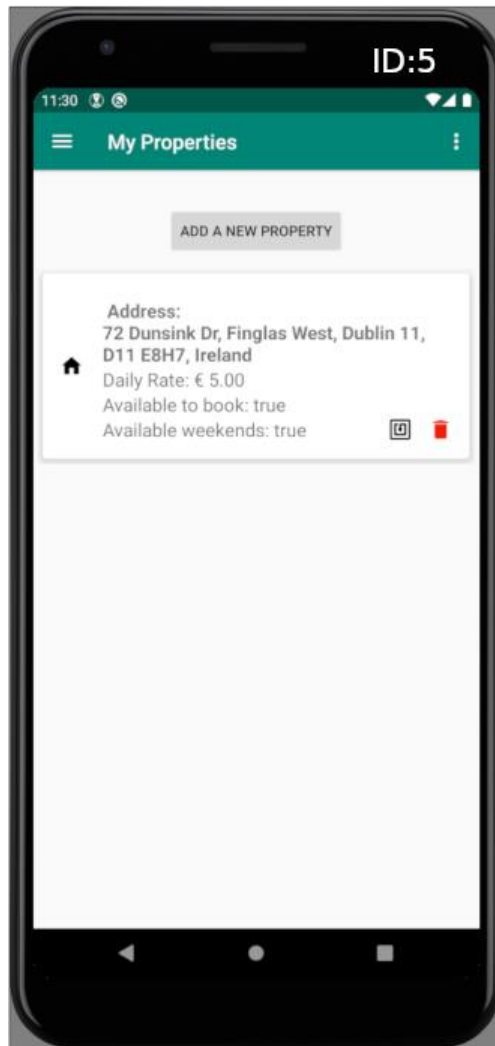 ID:5
11:30
My Properties
ADD A NEW PROPERTY
Address:
72 Dunsink Dr, Finglas West, Dublin 11,
D11 E8H7, Ireland
Daily Rate: € 5.00
Available to book: true
Available weekends: true